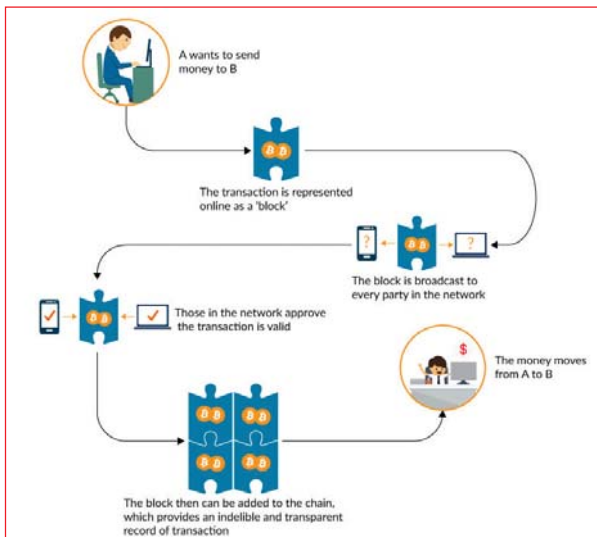 A wants to send
money to B
The transaction is represented
online as a 'block'
?
?
The block is broadcast to
every party in the network
Those in the network approve
the transaction is valid
$
The money moves
from A to B
The block then can be added to the chain,
which provides an indelible and transparent
record of transaction